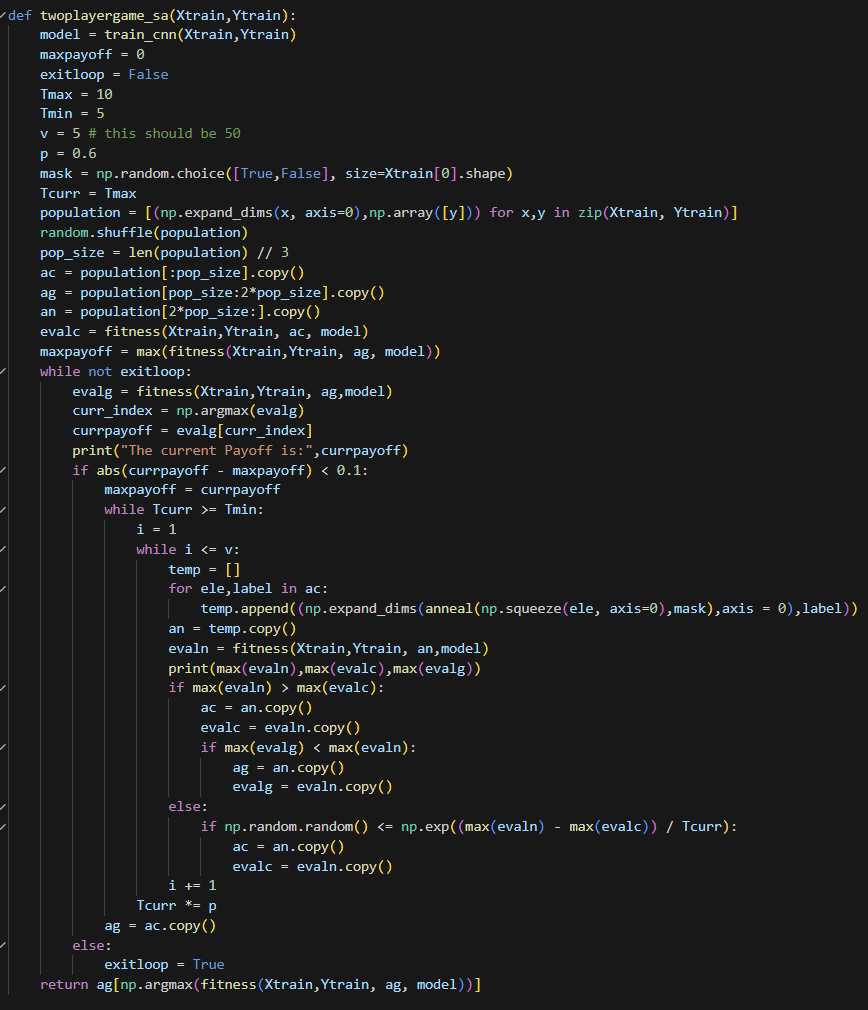 def twoplayergame_sa(Xtrain,Ytrain):
    model = train_cnn(Xtrain,Ytrain)
    maxpayoff = 0
    exitloop = False
    Tmax = 10
    Tmin = 5
    v = 5 # this should be 50
    p = 0.6
    mask = np.random.choice([True,False], size=Xtrain[0].shape)
    Tcurr = Tmax
    population = [(np.expand_dims(x, axis=0),np.array([y])) for x,y in zip(Xtrain, Ytrain)]
    random.shuffle(population)
    pop_size = len(population) // 3
    ac = population[:pop_size].copy()
    ag = population[pop_size:2*pop_size].copy()
    an = population[2*pop_size:].copy()
    evalc = fitness(Xtrain,Ytrain, ac, model)
    maxpayoff = max(fitness(Xtrain,Ytrain, ag, model))
    while not exitloop:
        evalg = fitness(Xtrain,Ytrain, ag,model)
        curr_index = np.argmax(evalg)
        currpayoff = evalg[curr_index]
        print("The current Payoff is:",currpayoff)
        if abs(currpayoff - maxpayoff) < 0.1:
            maxpayoff = currpayoff
            while Tcurr >= Tmin:
                i = 1
                while i <= v:
                    temp = []
                    for ele,label in ac:
                        temp.append((np.expand_dims(anneal(np.squeeze(ele, axis=0),mask),axis = 0),label))
                    an = temp.copy()
                    evaln = fitness(Xtrain,Ytrain, an,model)
                    print(max(evaln),max(evalc),max(evalg))
                    if max(evaln) > max(evalc):
                        ac = an.copy()
                        evalc = evaln.copy()
                        if max(evalg) < max(evaln):
                            ag = an.copy()
                            evalg = evaln.copy()
                    else:
                        if np.random.random() <= np.exp((max(evaln) - max(evalc)) / Tcurr):
                            ac = an.copy()
                            evalc = evaln.copy()
                    i += 1
                Tcurr *= p
            ag = ac.copy()
        else:
            exitloop = True
    return ag[np.argmax(fitness(Xtrain,Ytrain, ag, model))]